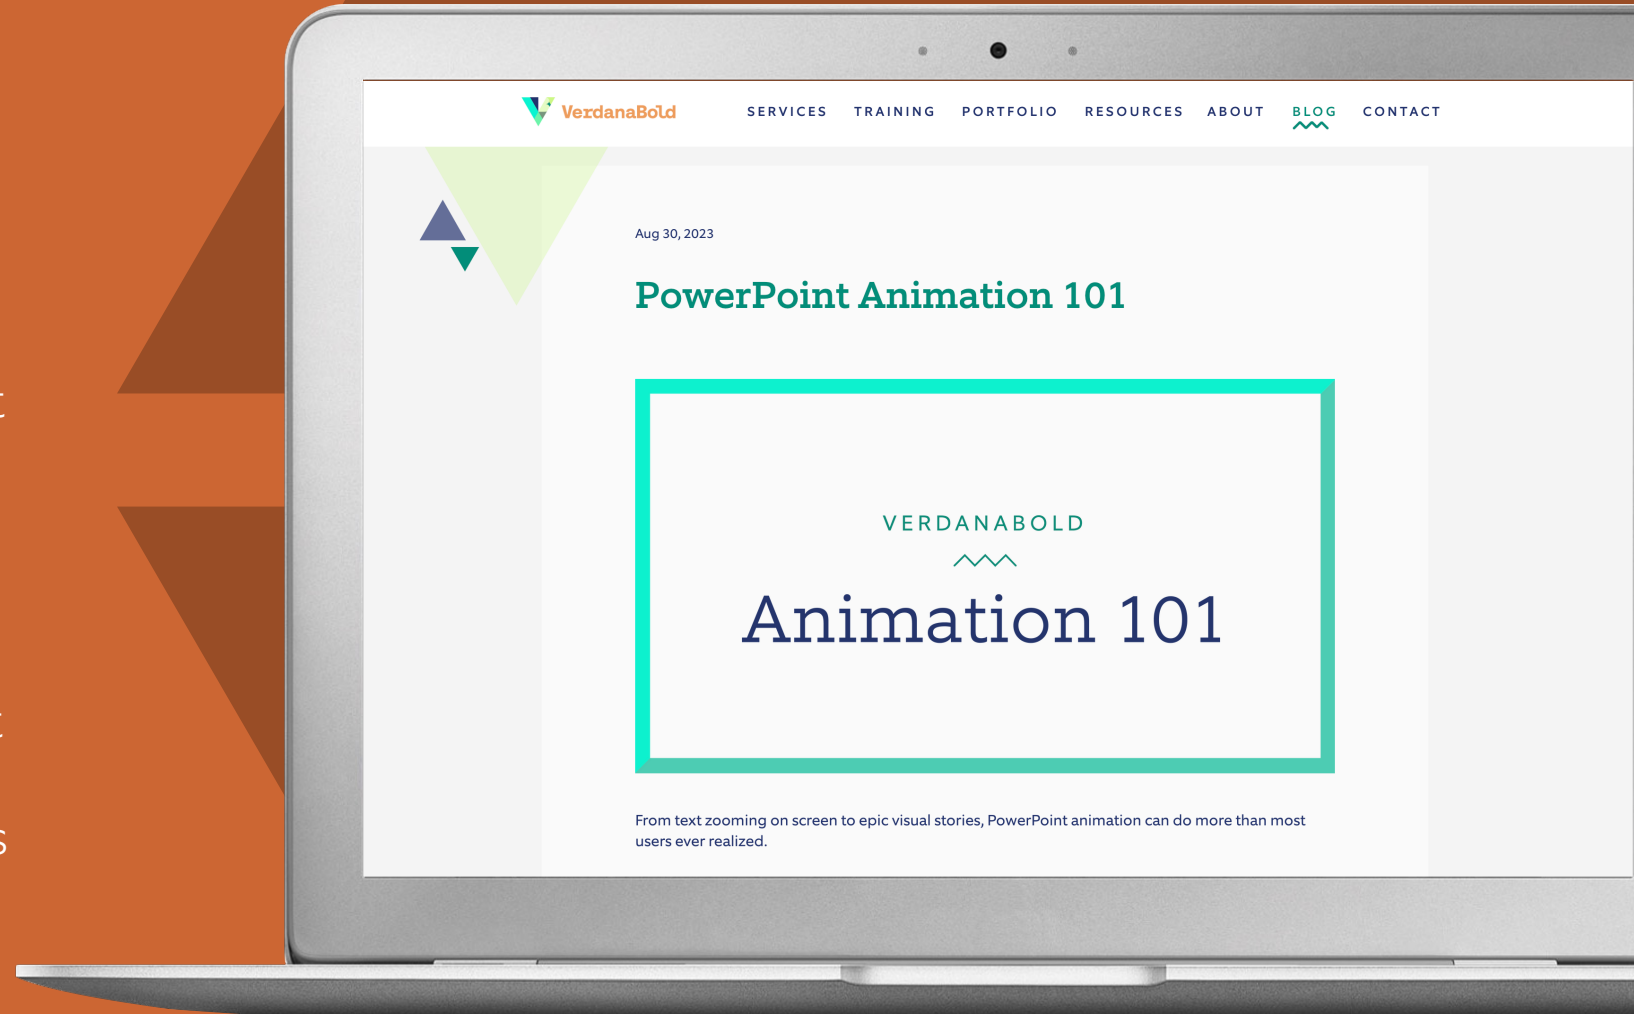 VerdanaBold
SERVICES TRAINING PORTFOLIO RESOURCES ABOUT BLOG CONTACT
Aug 30, 2023
PowerPoint Animation 101
VERDANABOLD
Animation 101
From text zooming on screen to epic visual stories, PowerPoint animation can do more than most
users ever realized.